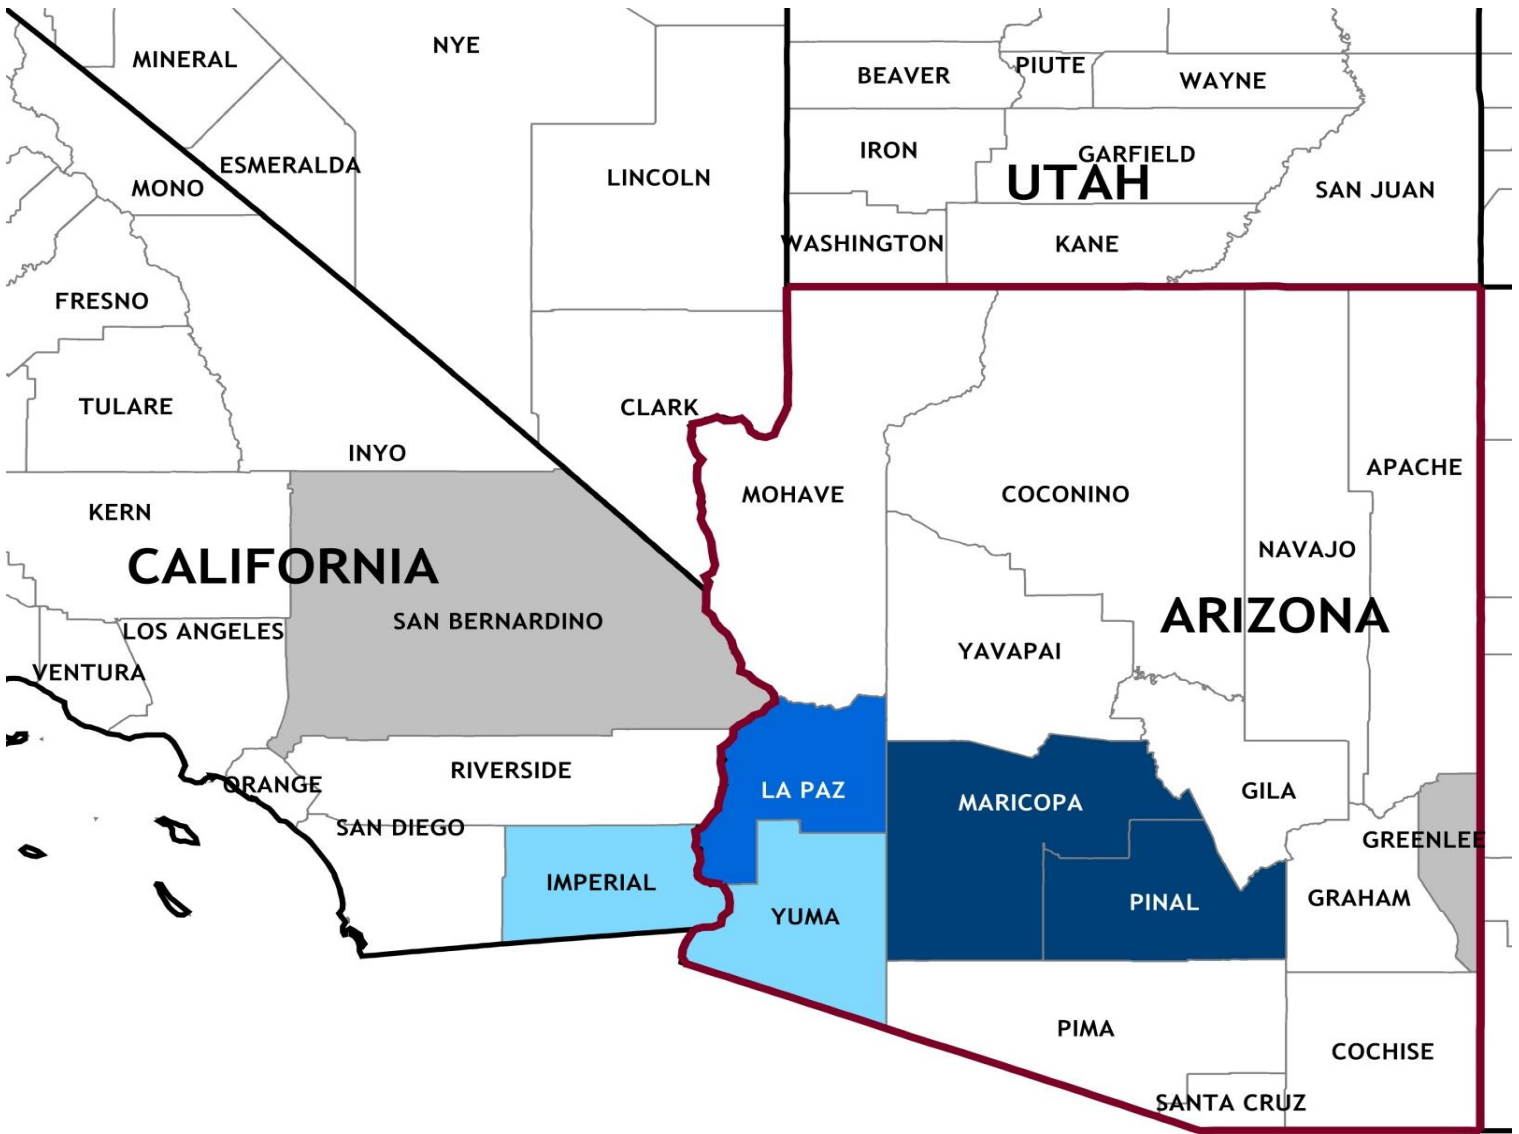 NYE
MINERAL
PIUTE
BEAVER
WAYNE
IRON
GARFIELD
ESMERALDA
LINCOLN
UTAH
MONO
SAN JUAN
WASHINGTON
KANE
FRESNO
TULARE
CLARK
INYO
APACHE
MOHAVE
COCONINO
KERN
NAVAJO
CALIFORNIA
ARIZONA
SAN BERNARDINO
LOS ANGELES
YAVAPAI
VENTURA
RIVERSIDE
ORANGE
LA PAZ
GILA
MARICOPA
SAN DIEGO
GREENLEE
IMPERIAL
GRAHAM
PINAL
YUMA
PIMA
COCHISE
SANTA CRUZ